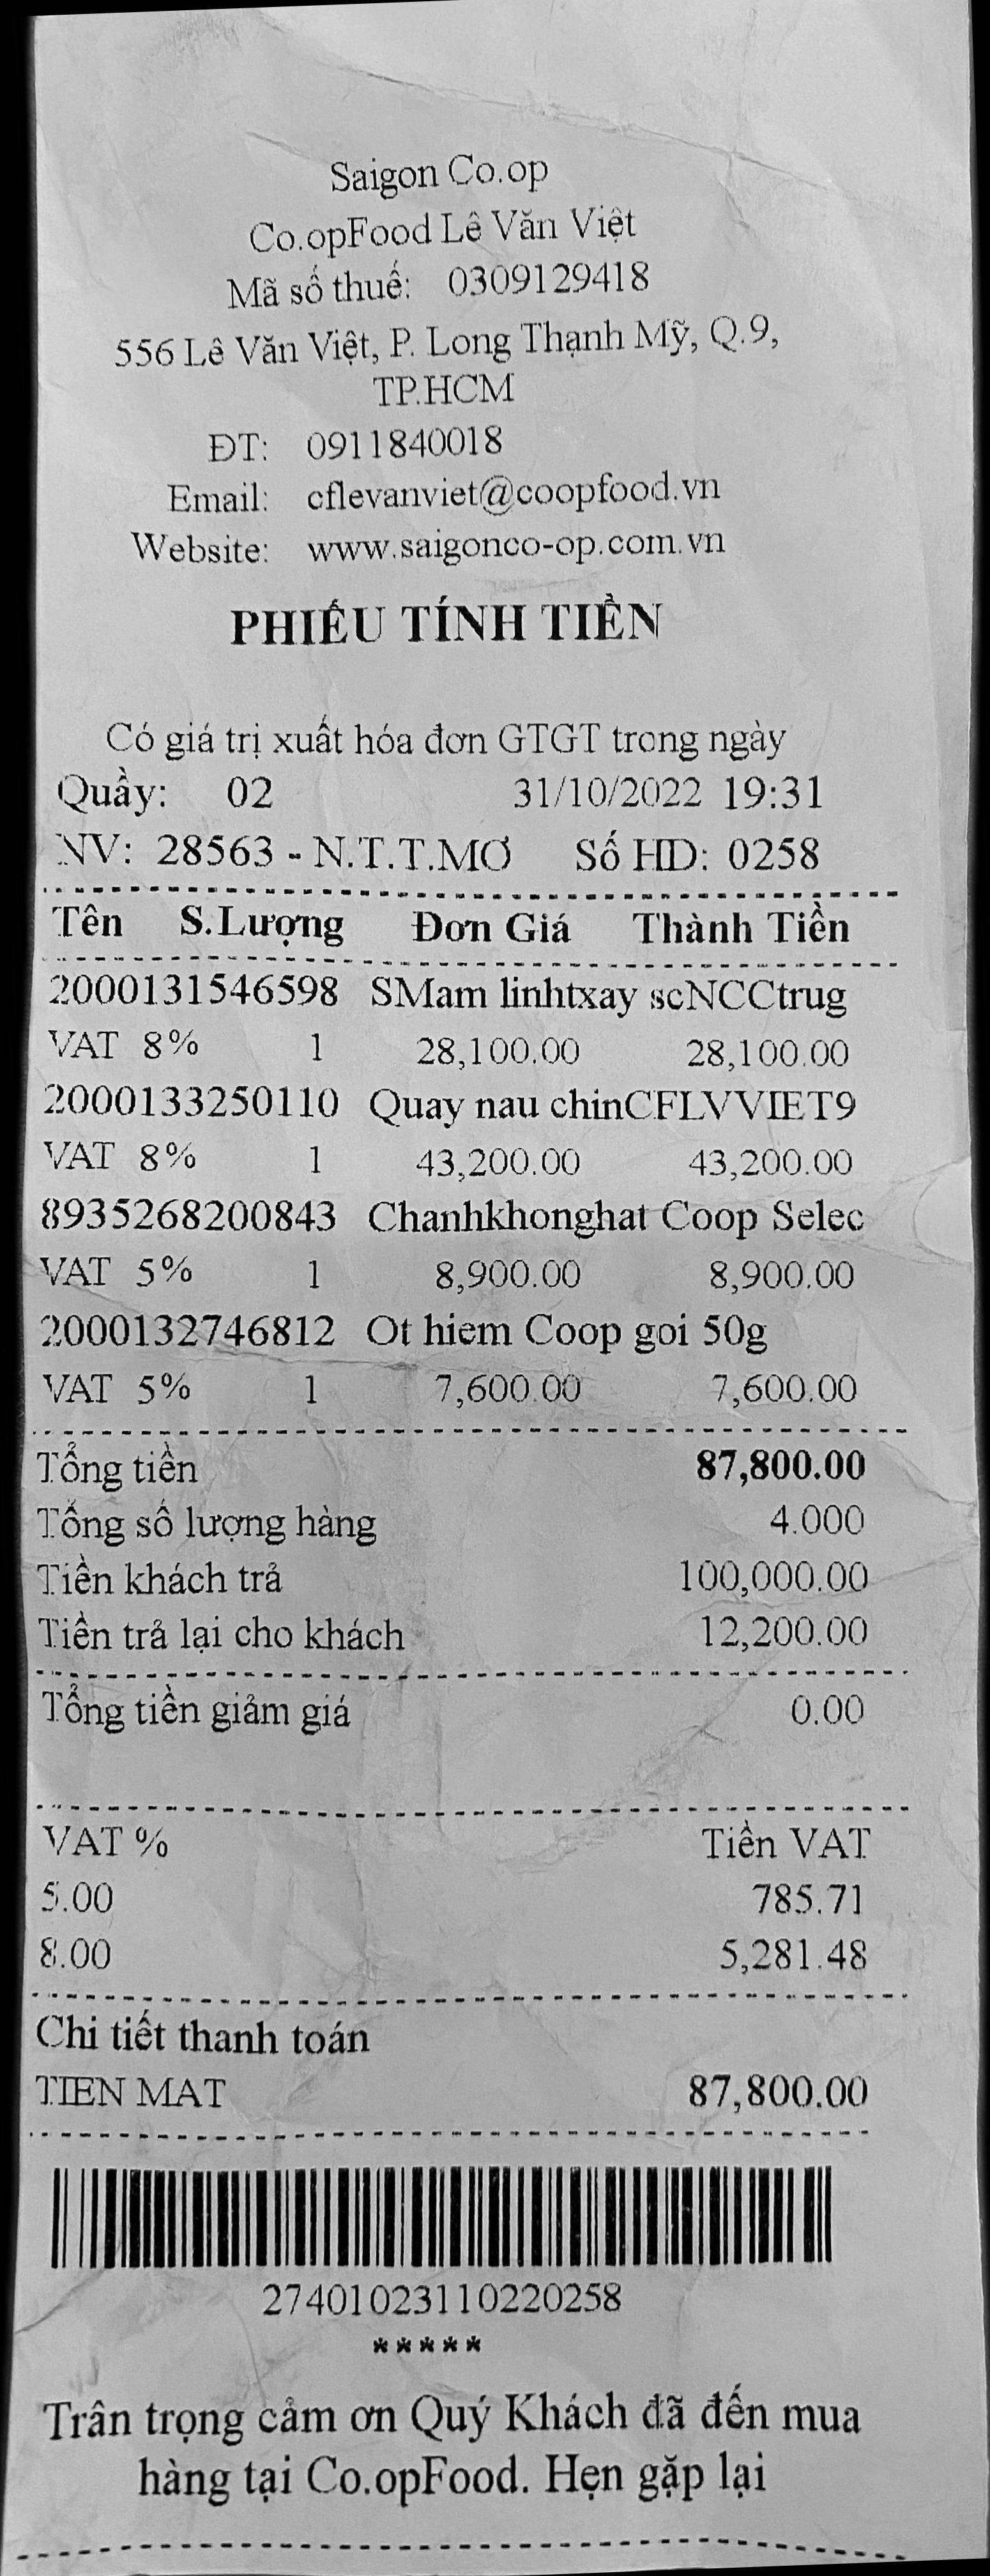 Saigon Co.op
Co.opFood Lê Văn Việt
Mã số thuế: 0309129418
556 Lê Văn Việt, P. Long Thạnh Mỹ, Q.9,
TP.HCM
ĐT: 0911840018
Email: cflevanviet@coopfood.vn
Website: www.saigonco-op.com.vn
PHIẾU TÍNH TIỀN
Có giá trị xuất hóa đơn GTGT trong ngày
Quầy: 02 31/10/2022 19:31
NV: 28563 - N.T.T.MƠ Số HD: 0258
Tên S.Lượng Đơn Giá Thành Tiền
2000131546598 SMam linhtxay scNCCtrug
VAT 8% 1 28,100.00 28,100.00
2000133250110 Quay nau chinCFLVVIET9
VAT 8% 1 43,200.00 43,200.00
8935268200843 Chanhkhonghat Coop Selec
VAT 5% 1 8,900.00 8,900.00
2000132746812 Ot hiem Coop goi 50g
VAT 5% 1 7,600.00 7,600.00
Tổng tiền 87,800.00
Tổng số lượng hàng 4.000
Tiền khách trả 100,000.00
Tiền trả lại cho khách 12,200.00
Tổng tiền giảm giá 0.00
VAT % Tiền VAT
5.00 785.71
8.00 5,281.48
Chi tiết thanh toán
TIEN MAT 87,800.00
27401023110220258
*****
Trân trọng cảm ơn Quý Khách đã đến mua
hàng tại Co.opFood. Hẹn gặp lại